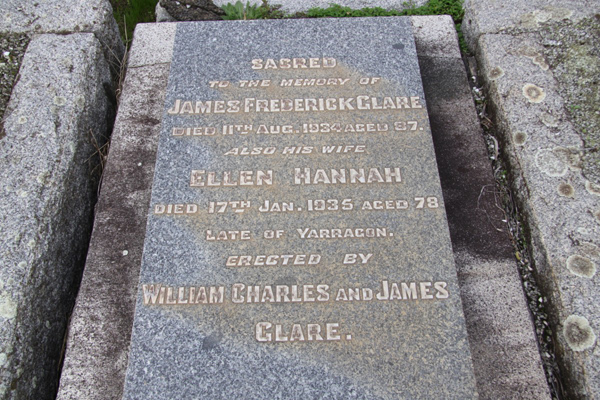 SACRED
TO THE MEMORY OF
JAMES FREDERICK CLARE
DIED 11TH AUG. 1934 AGED 87.
ALSO HIS WIFE
ELLEN HANNAH
DIED 17TH JAN. 1935 AGED 78
LATE OF YARRAGON.
ERECTED BY
WILLIAM CHARLES AND JAMES
CLARE.